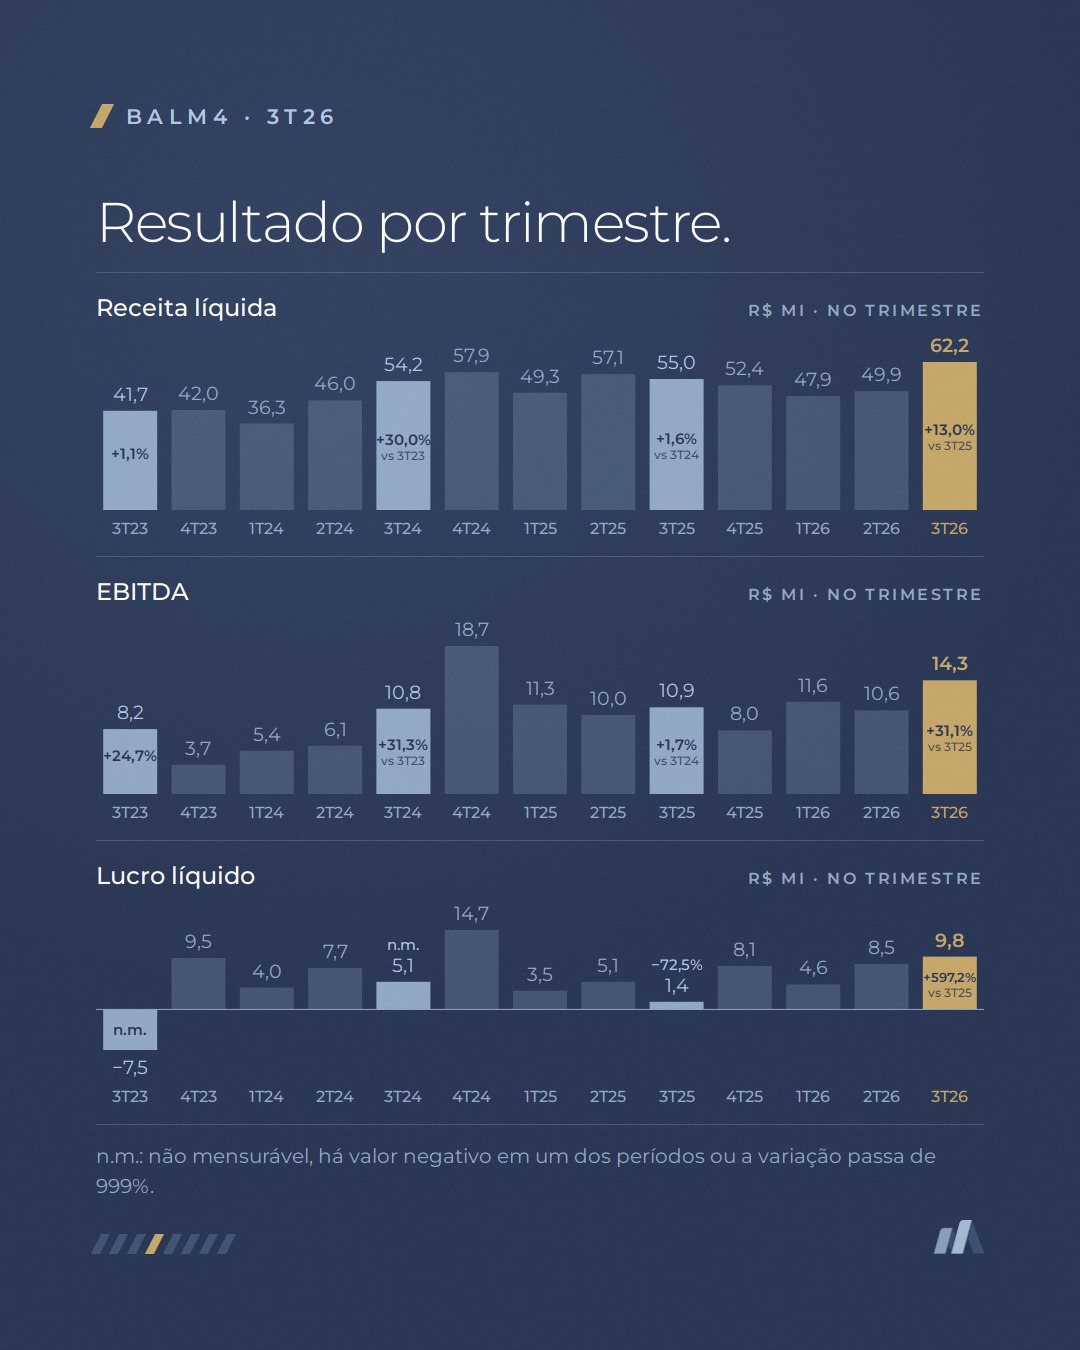 BALM4 · 3T26
Resultado por trimestre.
Receita líquida
R$ MI · NO TRIMESTRE
41,7 42,0 36,3 46,0 54,2 57,9 49,3 57,1 55,0 52,4 47,9 49,9 62,2
+1,1% +30,0% +1,6% +13,0%
vs 3T23 vs 3T24 vs 3T25
3T23 4T23 1T24 2T24 3T24 4T24 1T25 2T25 3T25 4T25 1T26 2T26 3T26
EBITDA
R$ MI · NO TRIMESTRE
8,2 3,7 5,4 6,1 10,8 18,7 11,3 10,0 10,9 8,0 11,6 10,6 14,3
+24,7% +31,3% +1,7% +31,1%
vs 3T23 vs 3T24 vs 3T25
3T23 4T23 1T24 2T24 3T24 4T24 1T25 2T25 3T25 4T25 1T26 2T26 3T26
Lucro líquido
R$ MI · NO TRIMESTRE
n.m. −72,5%
9,5 4,0 7,7 5,1 14,7 3,5 5,1 1,4 8,1 4,6 8,5 9,8
+597,2%
vs 3T25
n.m.
−7,5
3T23 4T23 1T24 2T24 3T24 4T24 1T25 2T25 3T25 4T25 1T26 2T26 3T26
n.m.: não mensurável, há valor negativo em um dos períodos ou a variação passa de
999%.